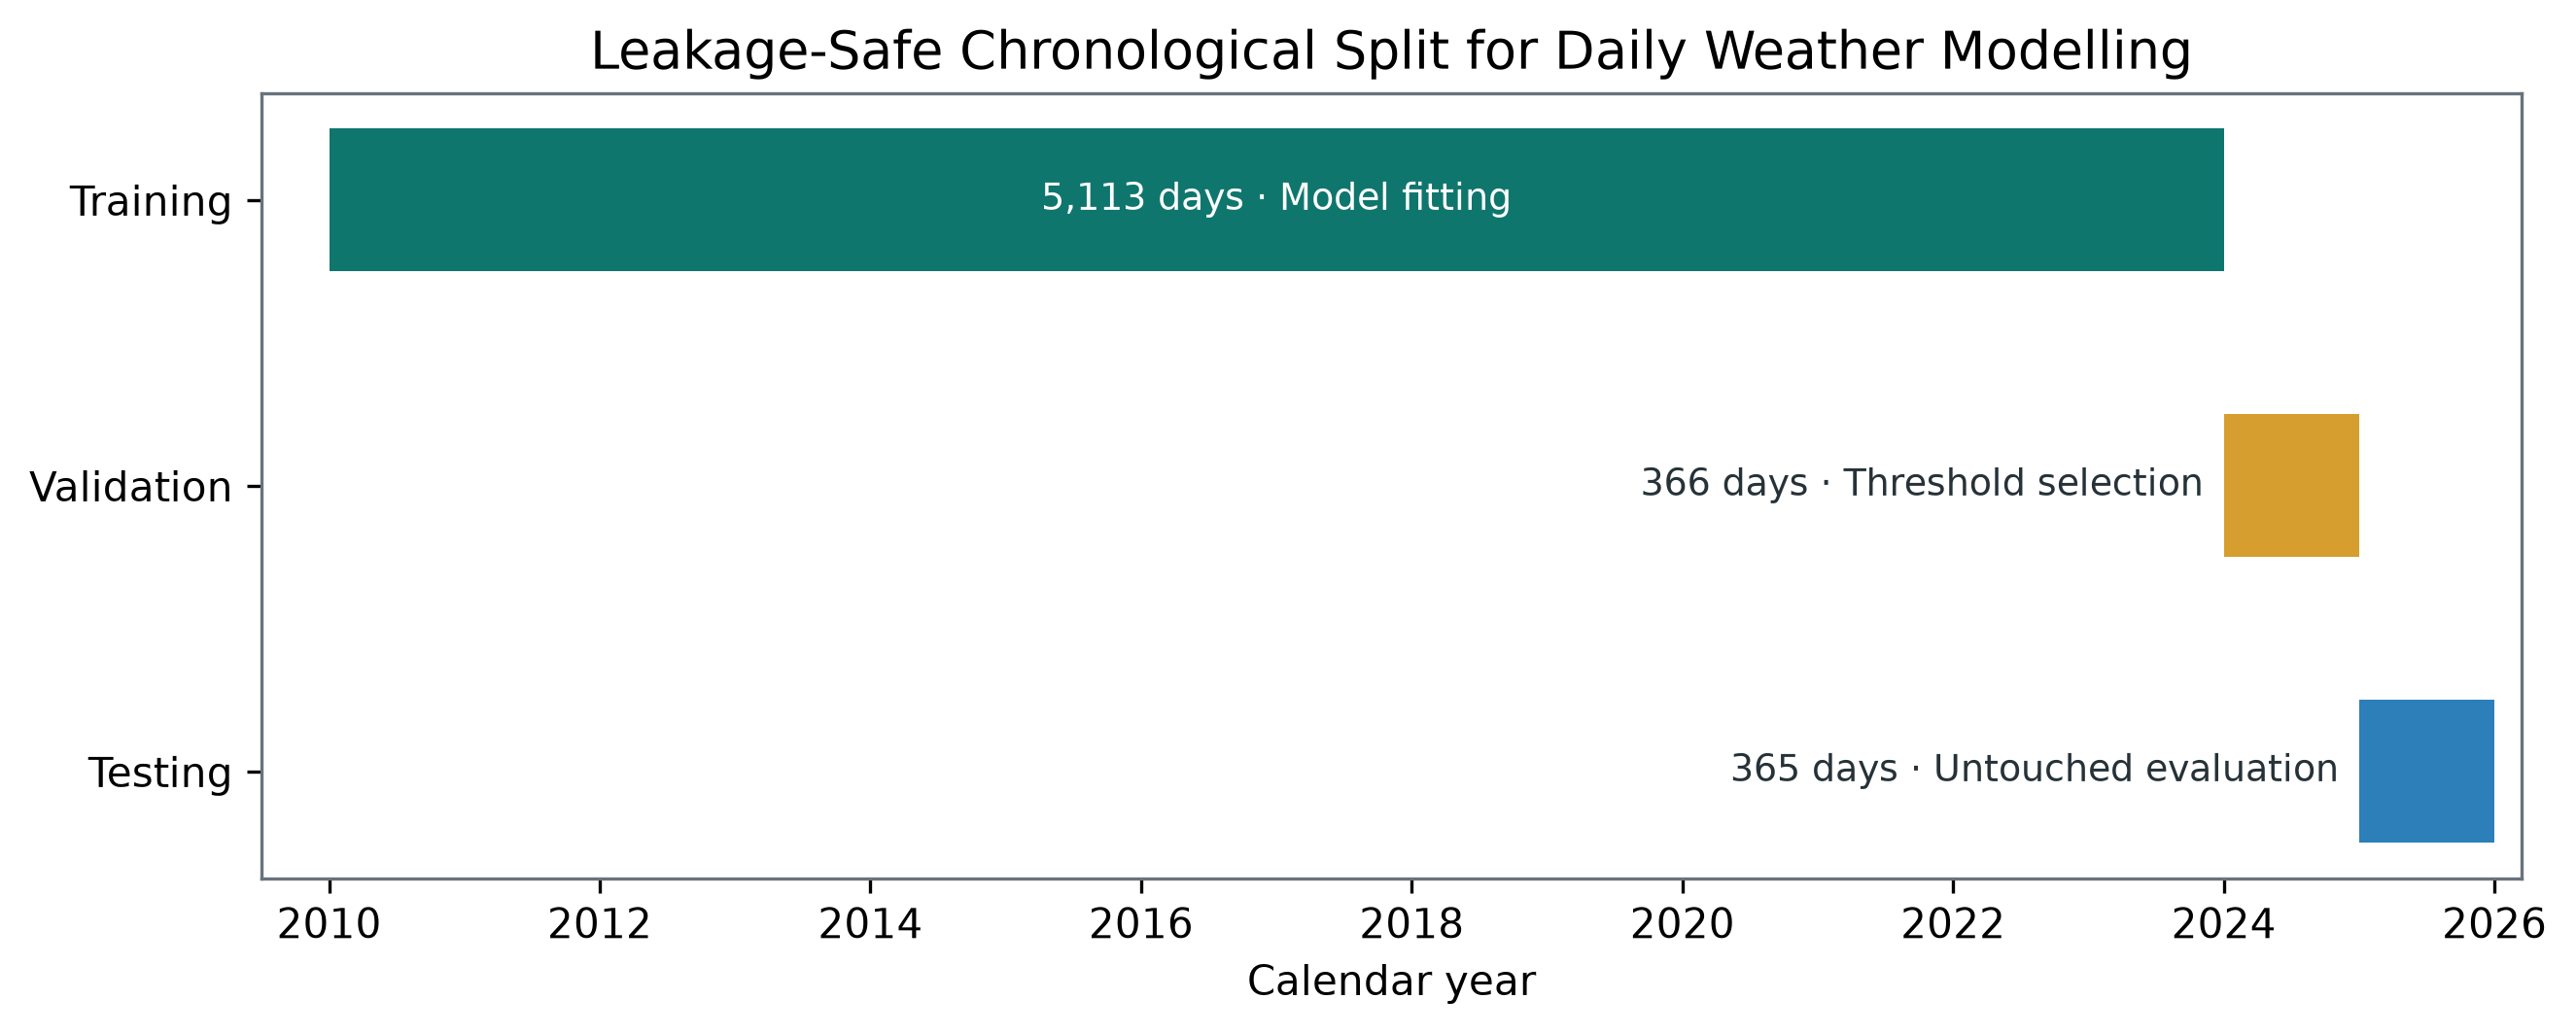 Leakage-Safe Chronological Split for Daily Weather Modelling
Training
5,113 days · Model fitting
Validation
366 days · Threshold selection
Testing
365 days · Untouched evaluation
2010 2012 2014 2016 2018 2020 2022 2024 2026
Calendar year